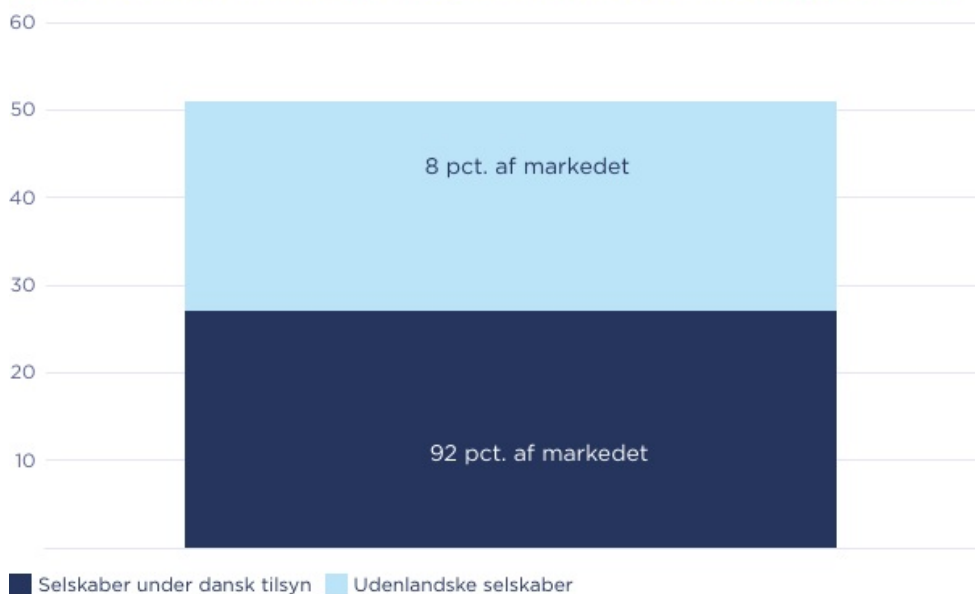 60
50
8 pct. af markedet
40
30
20
92 pct. af markedet
10
Selskaber under dansk tilsyn Udenlandske selskaber